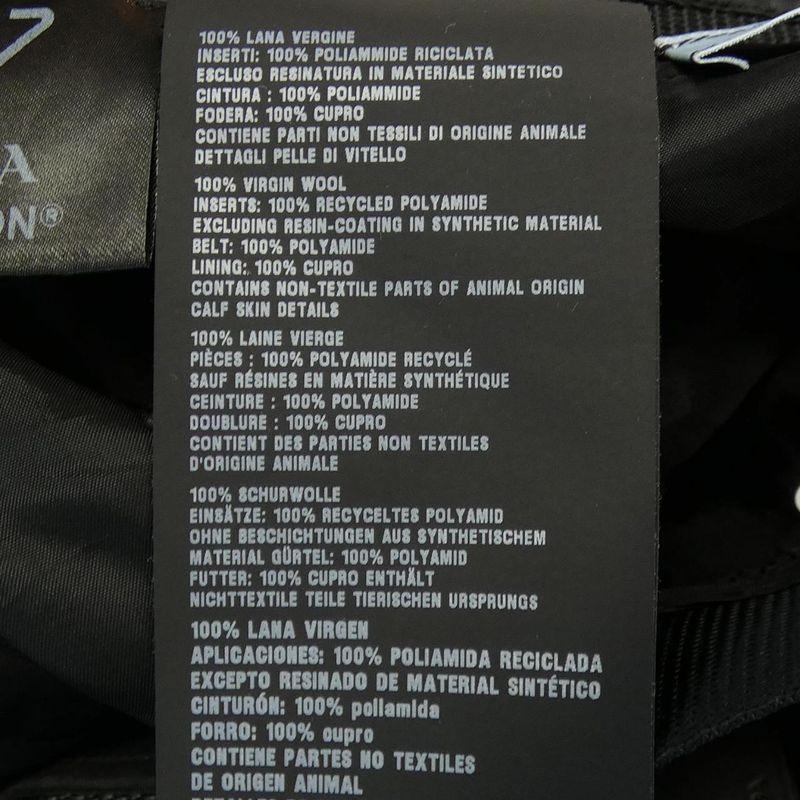 7
A
ON®
100% LANA VERGINE
INSERTI: 100% POLIAMMIDE RICICLATA
ESCLUSO RESINATURA IN MATERIALE SINTETICO
CINTURA : 100% POLIAMMIDE
FODERA: 100% CUPRO
CONTIENE PARTI NON TESSILI DI ORIGINE ANIMALE
DETTAGLI PELLE DI VITELLO
100% VIRGIN WOOL
INSERTS: 100% RECYCLED POLYAMIDE
EXCLUDING RESIN-COATING IN SYNTHETIC MATERIAL
BELT: 100% POLYAMIDE
LINING: 100% CUPRO
CONTAINS NON-TEXTILE PARTS OF ANIMAL ORIGIN
CALF SKIN DETAILS
100% LAINE VIERGE
PIÈCES : 100% POLYAMIDE RECYCLÉ
SAUF RÉSINES EN MATIÈRE SYNTHÉTIQUE
CEINTURE : 100% POLYAMIDE
DOUBLURE : 100% CUPRO
CONTIENT DES PARTIES NON TEXTILES
D'ORIGINE ANIMALE
100% SCHURWOLLE
EINSÄTZE: 100% RECYCELTES POLYAMID
OHNE BESCHICHTUNGEN AUS SYNTHETISCHEM
MATERIAL GÜRTEL: 100% POLYAMID
FUTTER: 100% CUPRO ENTHÄLT
NICHTTEXTILE TEILE TIERISCHEN URSPRUNGS
100% LANA VIRGEN
APLICACIONES: 100% POLIAMIDA RECICLADA
EXCEPTO RESINADO DE MATERIAL SINTÉTICO
CINTURÓN: 100% poliamida
FORRO: 100% cupro
CONTIENE PARTES NO TEXTILES
DE ORIGEN ANIMAL